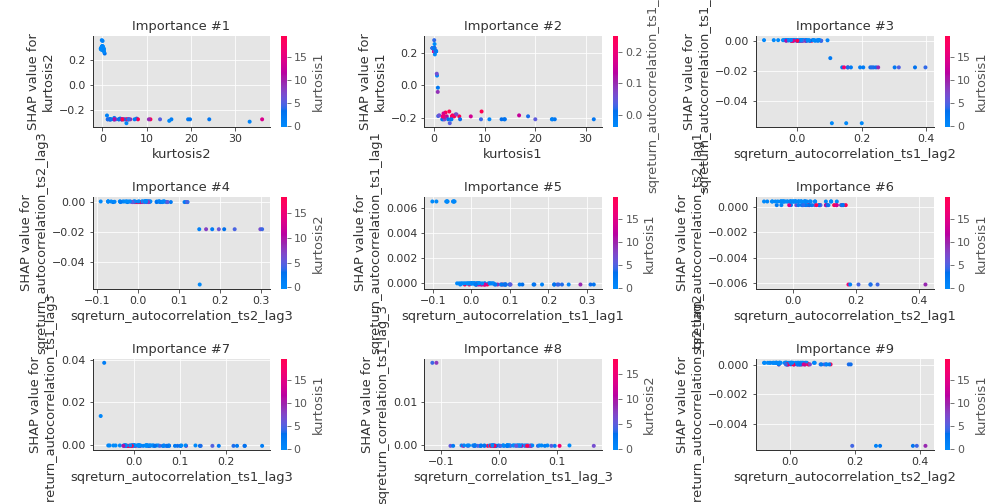 Importance #1
SHAP value for
kurtosis2
0.2
0.0
−0.2
0
10
20
30
kurtosis2
15
10
5
0
kurtosis1
Importance #2
SHAP value for
kurtosis1
0.2
0.0
−0.2
0
10
20
30
kurtosis1
0.2
0.1
0.0
sqreturn_autocorrelation_ts1_
Importance #3
SHAP value for
sqreturn_autocorrelation_ts1_
0.00
−0.02
−0.04
0.0
0.2
0.4
sqreturn_autocorrelation_ts1_lag2
15
10
5
0
kurtosis1
Importance #4
SHAP value for
sqreturn_autocorrelation_ts2_lag3
0.00
−0.02
−0.04
−0.1
0.0
0.1
0.2
0.3
sqreturn_autocorrelation_ts2_lag3
15
10
5
0
kurtosis2
Importance #5
SHAP value for
sqreturn_autocorrelation_ts1_lag1
0.006
0.004
0.002
0.000
−0.1
0.0
0.1
0.2
0.3
sqreturn_autocorrelation_ts1_lag1
15
10
5
0
kurtosis1
Importance #6
SHAP value for
sqreturn_autocorrelation_ts2_lag1
0.000
−0.002
−0.004
−0.006
0.0
0.2
0.4
sqreturn_autocorrelation_ts2_lag1
15
10
5
0
kurtosis1
Importance #7
SHAP value for
sqreturn_autocorrelation_ts1_lag3
0.04
0.02
0.00
0.0
0.1
0.2
sqreturn_autocorrelation_ts1_lag3
15
10
5
0
kurtosis1
Importance #8
SHAP value for
sqreturn_correlation_ts1_lag_3
0.01
0.00
−0.1
0.0
0.1
sqreturn_correlation_ts1_lag_3
15
10
5
0
kurtosis2
Importance #9
SHAP value for
0.000
−0.002
−0.004
0.0
0.2
0.4
sqreturn_autocorrelation_ts2_lag2
15
10
5
0
kurtosis1